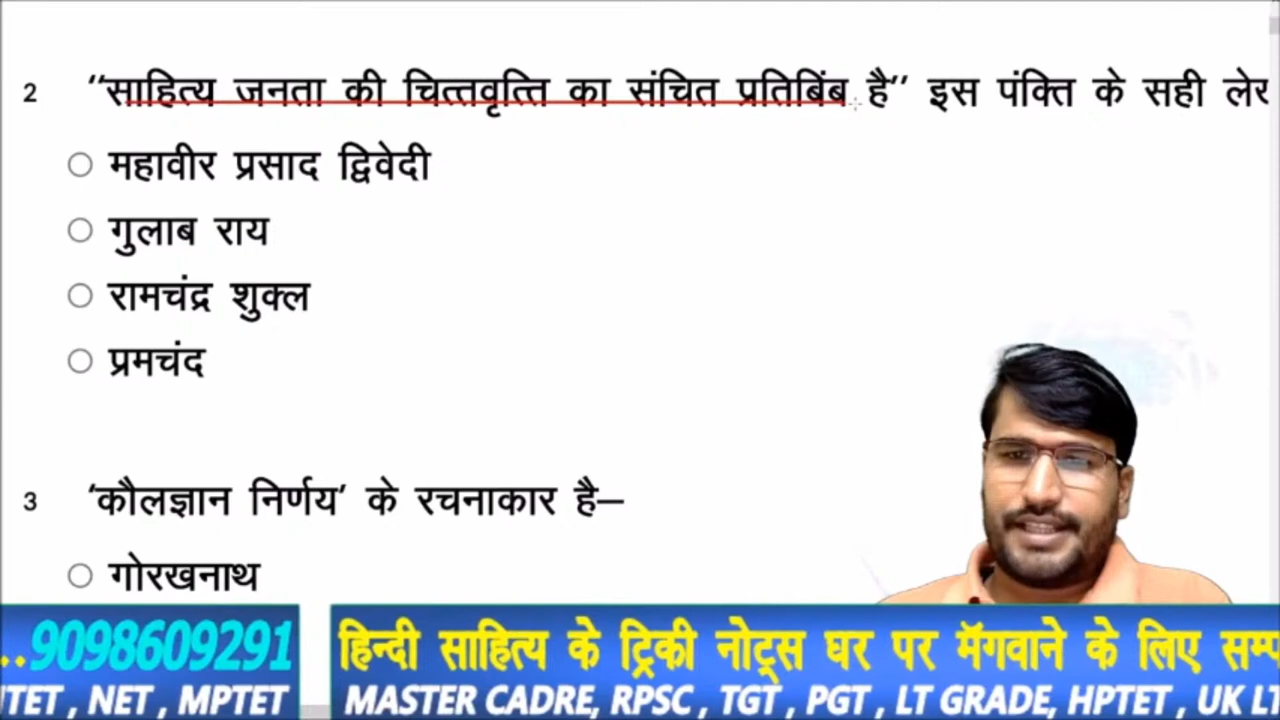 2 "साहित्य जनता की चित्तवृत्ति का संचित प्रतिबिंब है" इस पंक्ति के सही
○ महावीर प्रसाद द्विवेदी
○ गुलाब राय
○ रामचंद्र शुक्ल
○ प्रमचंद
3 'कौलज्ञान निर्णय' के रचनाकार है–
○ गोरखनाथ
..9098609291
हिन्दी साहित्य के ट्रिकी नोट्स घर पर मॅगवाने के लिए
TET , NET , MPTET
MASTER CADRE, RPSC , TGT , PGT , LT GRADE, HPTET , UK LT